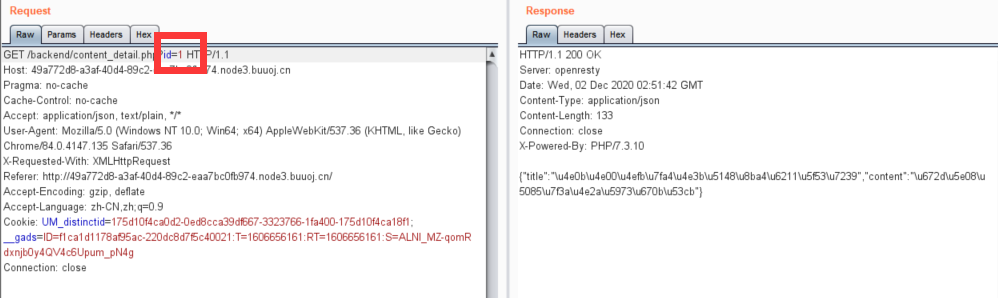 Request
Raw Params Headers Hex
GET /backend/content_detail.php?id=1 HTTP/1.1
Host: 49a772d8-a3af-40d4-89c2- 974.node3.buuoj.cn
Pragma: no-cache
Cache-Control: no-cache
Accept: application/json, text/plain, */*
User-Agent: Mozilla/5.0 (Windows NT 10.0; Win64; x64) AppleWebKit/537.36 (KHTML, like Gecko)
Chrome/84.0.4147.135 Safari/537.36
X-Requested-With: XMLHttpRequest
Referer: http://49a772d8-a3af-40d4-89c2-eaa7bc0fb974.node3.buuoj.cn/
Accept-Encoding: gzip, deflate
Accept-Language: zh-CN,zh;q=0.9
Cookie: UM_distinctid=175d10f4ca0d2-0ed8cca39df667-3323766-1fa400-175d10f4ca18f1;
__gads=ID=f1ca1d1178af95ac-220dc8d7f5c40021:T=1606656161:RT=1606656161:S=ALNI_MZ-qomR
dxnjb0y4QV4c6Upum_pN4g
Connection: close
Response
Raw Headers Hex
HTTP/1.1 200 OK
Server: openresty
Date: Wed, 02 Dec 2020 02:51:42 GMT
Content-Type: application/json
Content-Length: 133
Connection: close
X-Powered-By: PHP/7.3.10
{"title":"\u4e0b\u4e00\u4efb\u7fa4\u4e3b\u5148\u8ba4\u6211\u5f53\u7239","content":"\u672d\u5e08\u
5085\u7f3a\u4e2a\u5973\u670b\u53cb"}